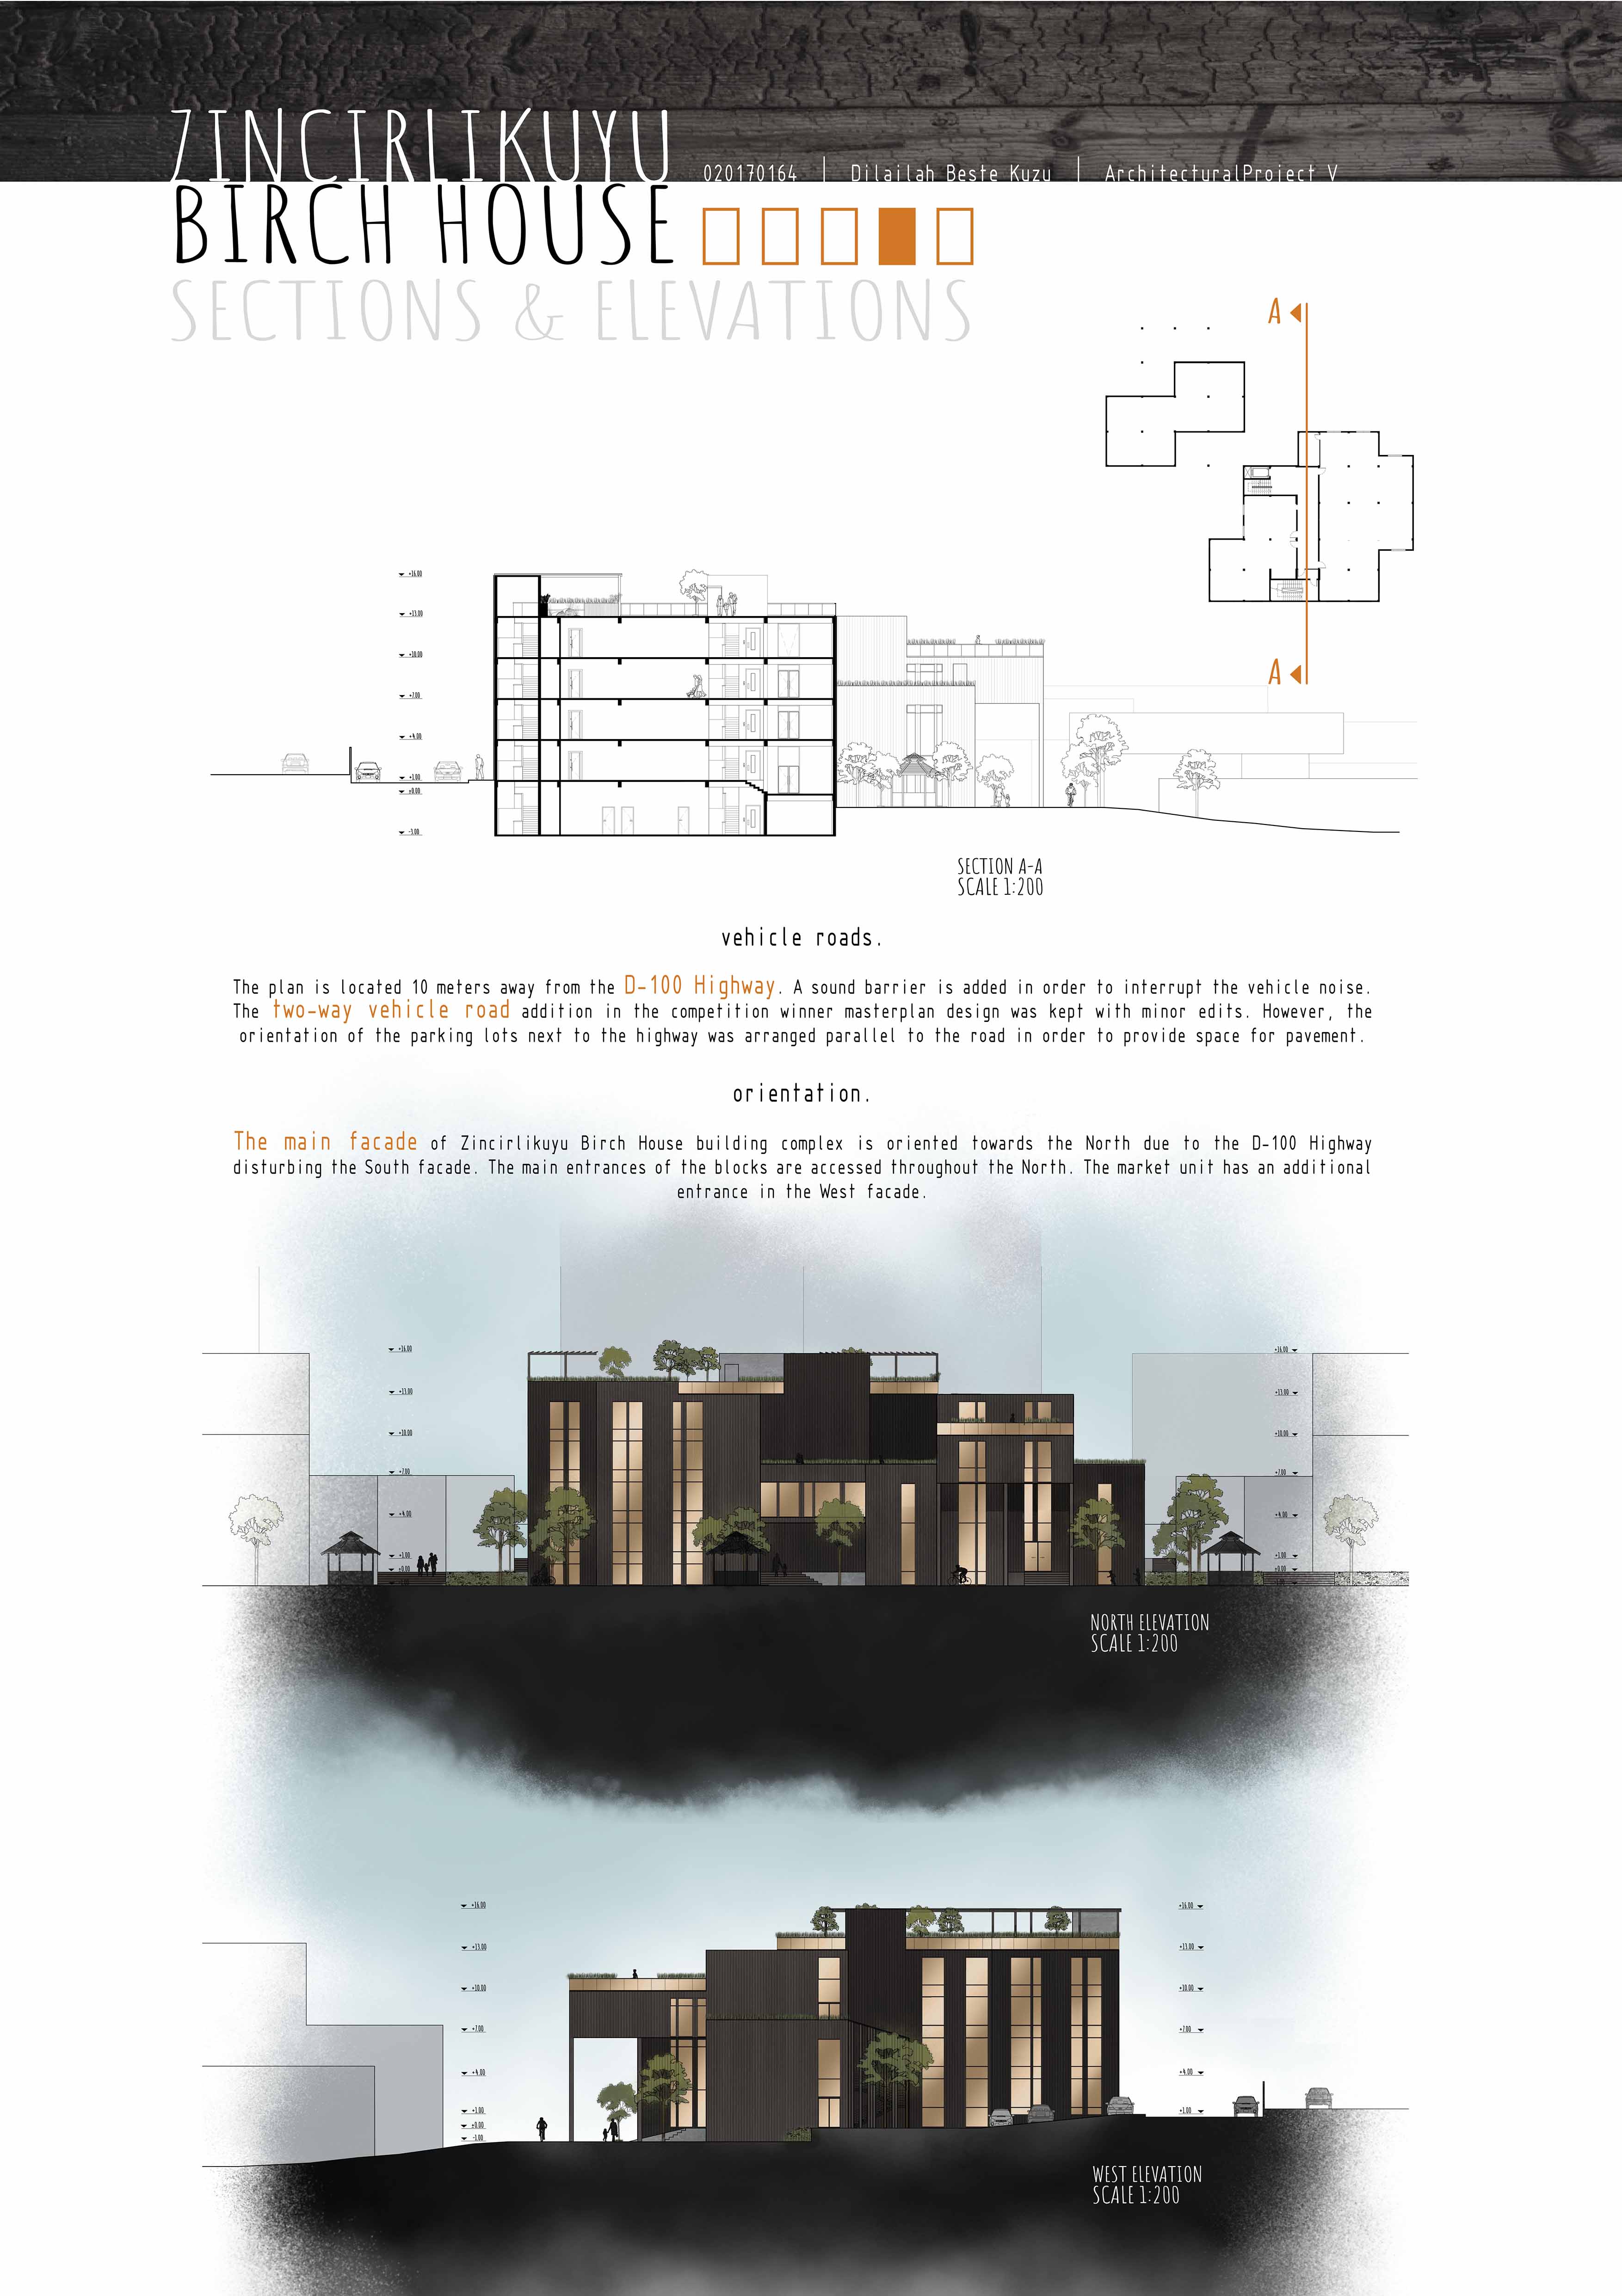 ZINCIRLIKUYU
020170164 | Dilailah Beste Kuzu | ArchitecturalProject V
BIRCH HOUSE
SECTIONS & ELEVATIONS
A
A
+16.00
+13.00
+10.00
+7.00
+4.00
+1.00
±0.00
-3.00
SECTION A-A
SCALE 1:200
vehicle roads.
The plan is located 10 meters away from the D-100 Highway. A sound barrier is added in order to interrupt the vehicle noise.
The two-way vehicle road addition in the competition winner masterplan design was kept with minor edits. However, the
orientation of the parking lots next to the highway was arranged parallel to the road in order to provide space for pavement.
orientation.
The main facade of Zincirlikuyu Birch House building complex is oriented towards the North due to the D-100 Highway
disturbing the South facade. The main entrances of the blocks are accessed throughout the North. The market unit has an additional
entrance in the West facade.
+16.00 +16.00
+13.00 +13.00
+10.00 +10.00
+7.00 +7.00
+4.00 +4.00
+1.00 +1.00
±0.00 ±0.00
NORTH ELEVATION
SCALE 1:200
+16.00 +16.00
+13.00 +13.00
+10.00 +10.00
+7.00 +7.00
+4.00 +4.00
+1.00 +1.00
±0.00
-1.00
WEST ELEVATION
SCALE 1:200